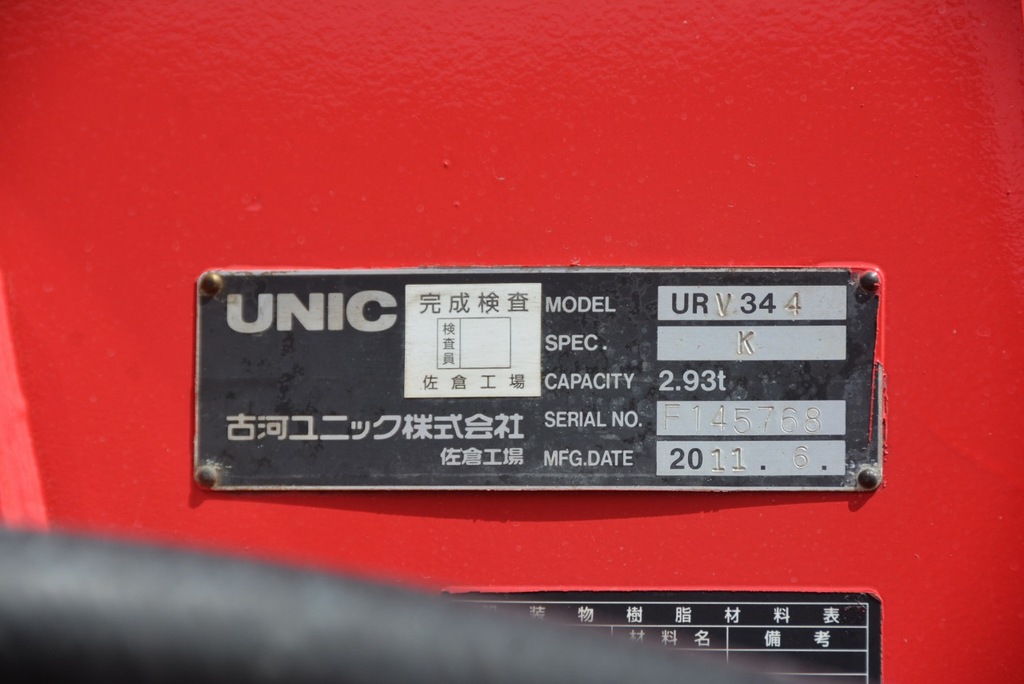 UNIC
完成検査
検査員
佐倉工場
古河ユニック株式会社
佐倉工場
MODEL URV344
SPEC. K
CAPACITY 2.93t
SERIAL NO. F145768
MFG.DATE 2011.6.
装物樹脂材料表
材料名 備考